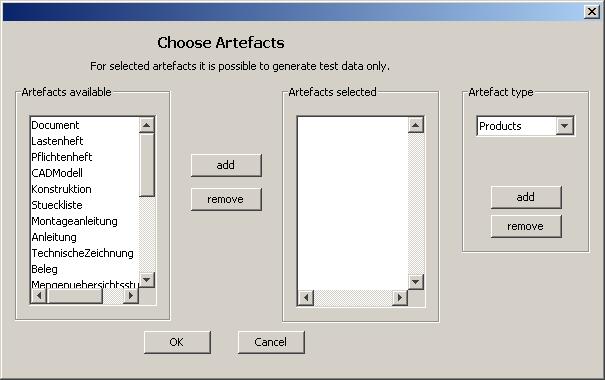 Choose Artefacts
For selected artefacts it is possible to generate test data only.
Artefacts available
Document
Lastenheft
Pflichtenheft
CADModell
Konstruktion
Stueckliste
Montageanleitung
Anleitung
TechnischeZeichnung
Beleg
Mengenuebersichtsstu
add
remove
Artefacts selected
Artefact type
Products
add
remove
OK
Cancel